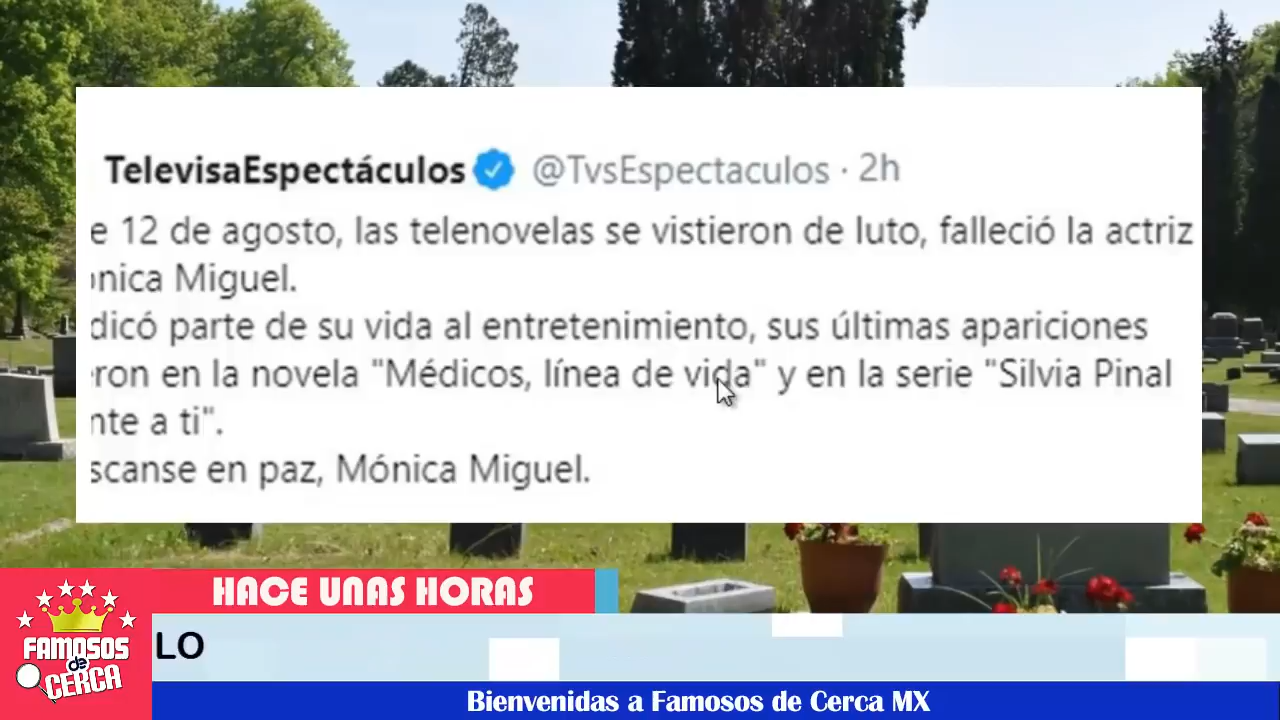 TelevisaEspectáculos @TvsEspectaculos · 2h
e 12 de agosto, las telenovelas se vistieron de luto, falleció la actriz
ónica Miguel.
dicó parte de su vida al entretenimiento, sus últimas apariciones
eron en la novela "Médicos, línea de vida" y en la serie "Silvia Pinal
nte a ti".
scanse en paz, Mónica Miguel.
HACE UNAS HORAS
FAMOSOS
de
CERCA
LO
Bienvenidas a Famosos de Cerca MX